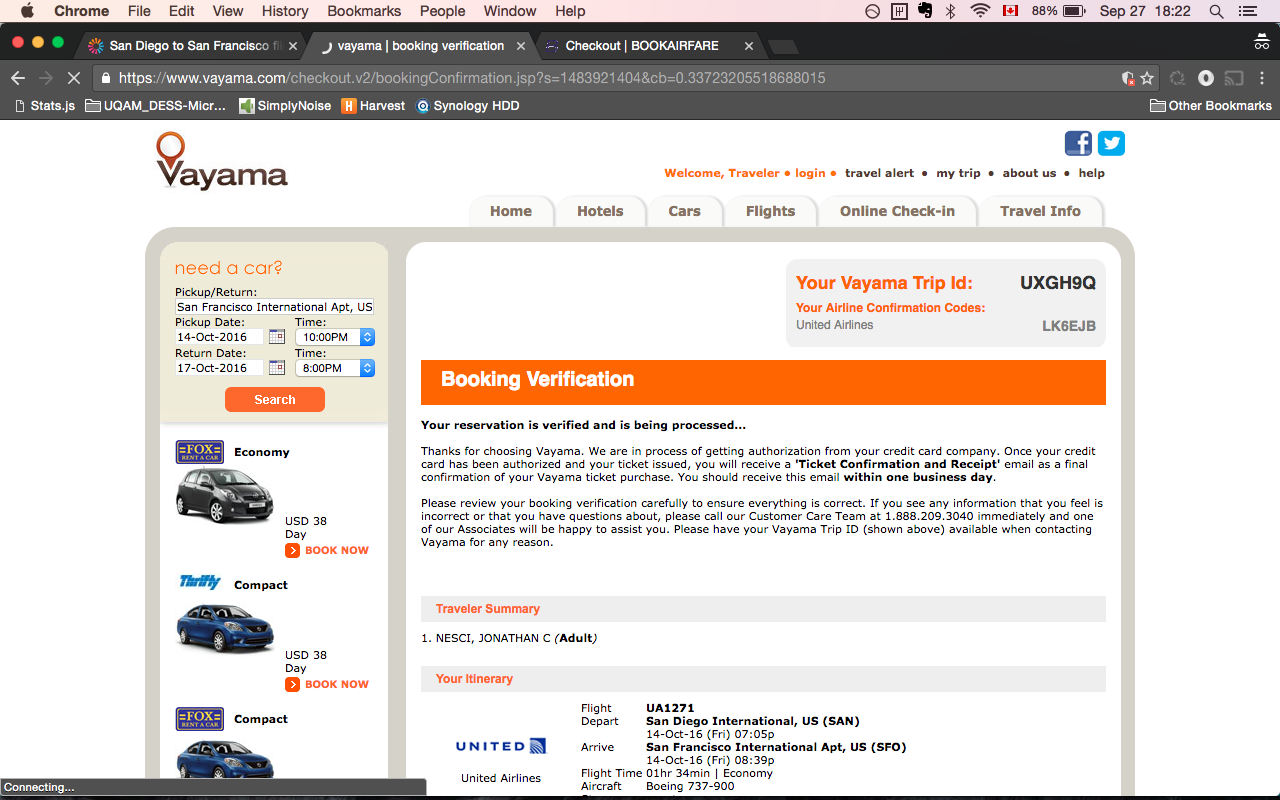 Chrome File Edit View History Bookmarks People Window Help 88% Sep 27 18:22
San Diego to San Francisco fli
vayama | booking verification
Checkout | BOOKAIRFARE
https://www.vayama.com/checkout.v2/bookingConfirmation.jsp?s=1483921404&cb=0.33723205518688015
Stats.js UQAM_DESS-Micr... SimplyNoise Harvest Synology HDD Other Bookmarks
Vayama
Welcome, Traveler • login • travel alert • my trip • about us • help
Home Hotels Cars Flights Online Check-in Travel Info
need a car?
Pickup/Return:
San Francisco International Apt, US
Pickup Date: Time:
14-Oct-2016 10:00PM
Return Date: Time:
17-Oct-2016 8:00PM
Search
FOX RENT A CAR Economy
USD 38
Day
BOOK NOW
Thrifty Compact
USD 38
Day
BOOK NOW
FOX RENT A CAR Compact
Your Vayama Trip Id: UXGH9Q
Your Airline Confirmation Codes:
United Airlines LK6EJB
Booking Verification
Your reservation is verified and is being processed...
Thanks for choosing Vayama. We are in process of getting authorization from your credit card company. Once your credit
card has been authorized and your ticket issued, you will receive a 'Ticket Confirmation and Receipt' email as a final
confirmation of your Vayama ticket purchase. You should receive this email within one business day.
Please review your booking verification carefully to ensure everything is correct. If you see any information that you feel is
incorrect or that you have questions about, please call our Customer Care Team at 1.888.209.3040 immediately and one
of our Associates will be happy to assist you. Please have your Vayama Trip ID (shown above) available when contacting
Vayama for any reason.
Traveler Summary
1. NESCI, JONATHAN C (Adult)
Your Itinerary
UNITED
United Airlines
Flight UA1271
Depart San Diego International, US (SAN)
14-Oct-16 (Fri) 07:05p
Arrive San Francisco International Apt, US (SFO)
14-Oct-16 (Fri) 08:39p
Flight Time 01hr 34min | Economy
Aircraft Boeing 737-900
Connecting...